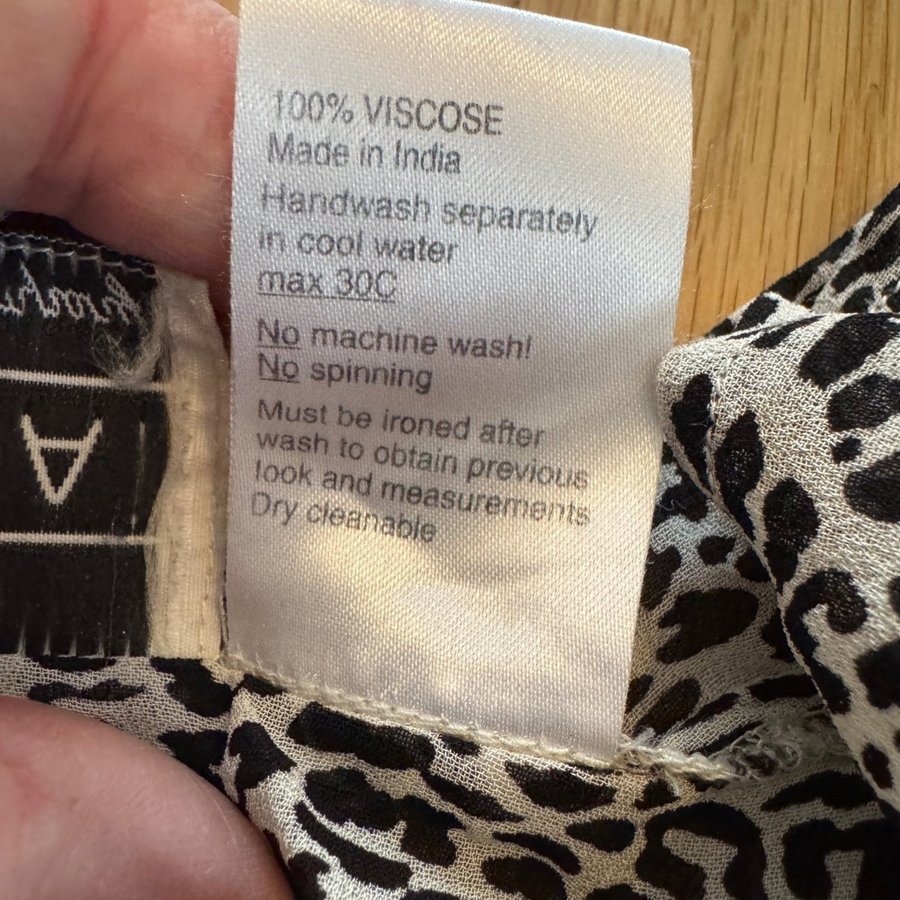 100% VISCOSE
Made in India
Handwash separately
in cool water
max 30C
No machine wash!
No spinning
Must be ironed after
wash to obtain previous
look and measurements
Dry cleanable
A